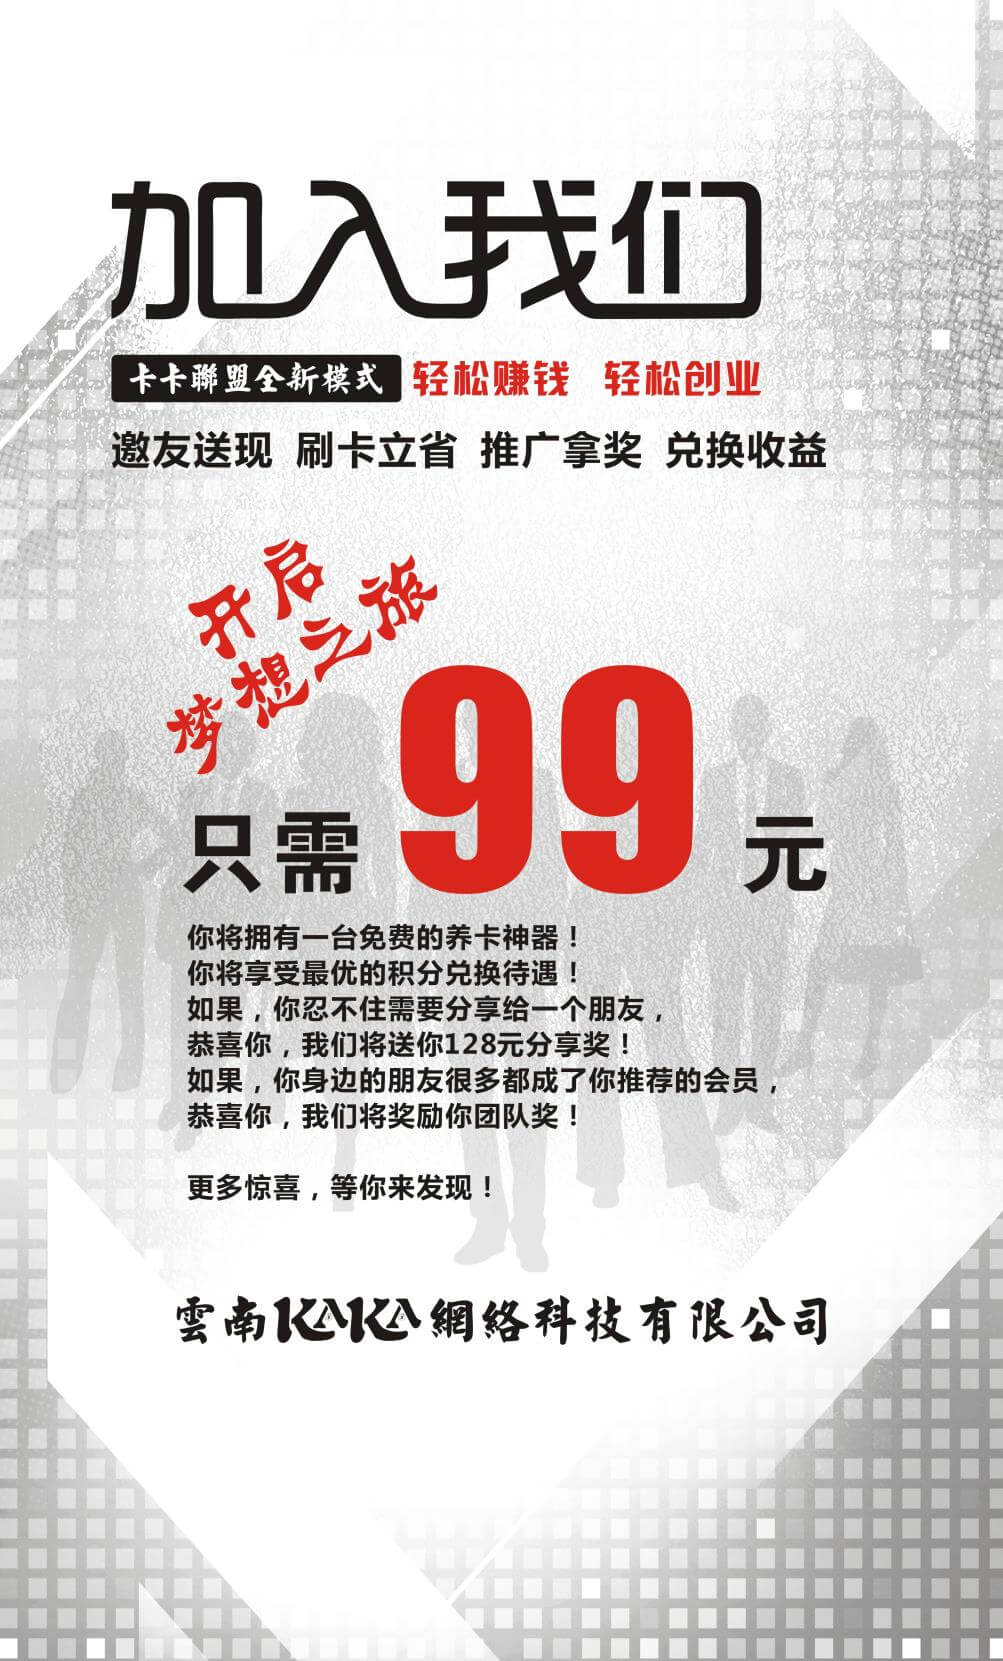 加入我们
卡卡聯盟全新模式 轻松赚钱 轻松创业
邀友送现 刷卡立省 推广拿奖 兑换收益
开启
梦想之旅
只需99元
你将拥有一台免费的养卡神器！
你将享受最优的积分兑换待遇！
如果，你忍不住需要分享给一个朋友，
恭喜你，我们将送你128元分享奖！
如果，你身边的朋友很多都成了你推荐的会员，
恭喜你，我们将奖励你团队奖！
更多惊喜，等你来发现！
雲南KAKA網絡科技有限公司